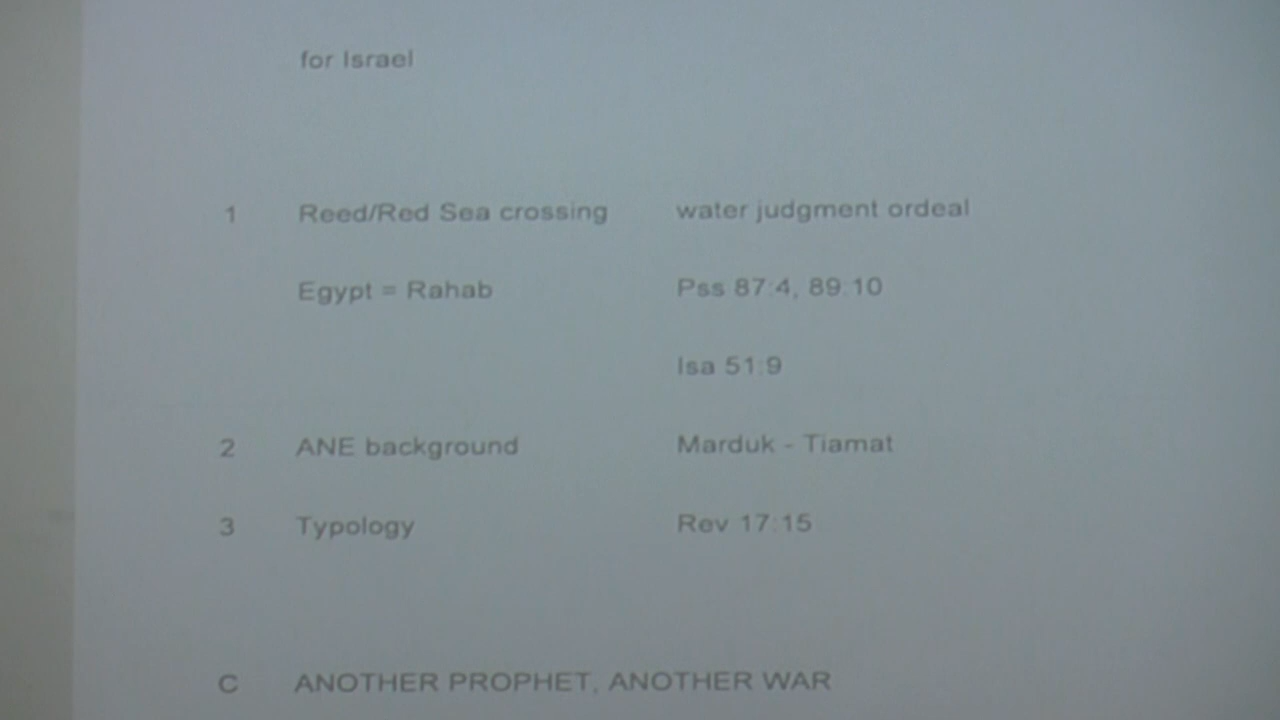 for Israel
1 Reed/Red Sea crossing water judgment ordeal
Egypt = Rahab Pss 87:4, 89:10
Isa 51:9
2 ANE background Marduk - Tiamat
3 Typology Rev 17:15
C ANOTHER PROPHET, ANOTHER WAR